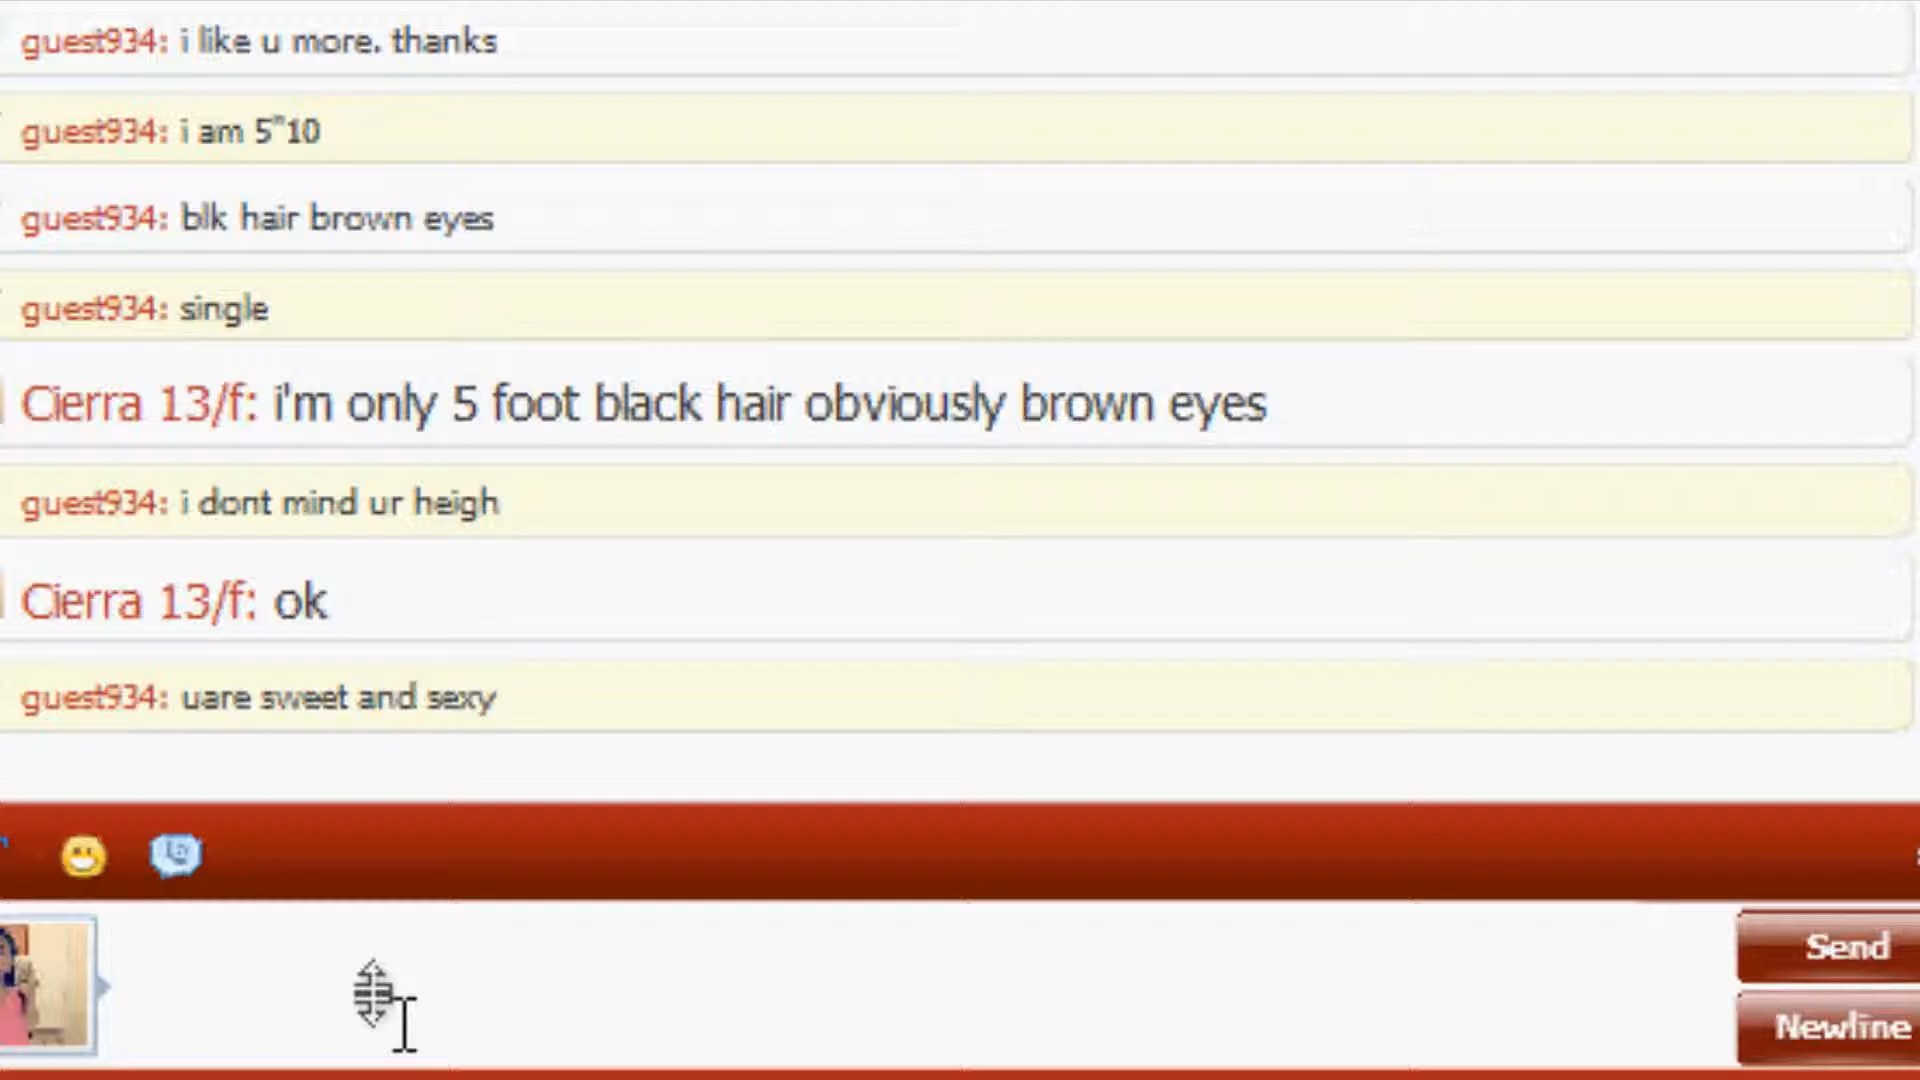 guest934: i like u more. thanks
guest934: i am 5"10
guest934: blk hair brown eyes
guest934: single
Cierra 13/f: i'm only 5 foot black hair obviously brown eyes
guest934: i dont mind ur heigh
Cierra 13/f: ok
guest934: uare sweet and sexy
Send
Newline